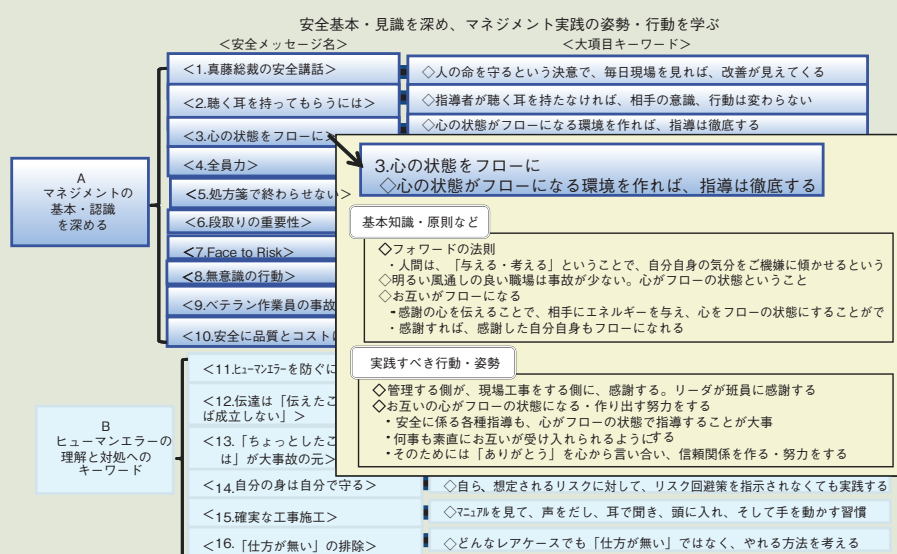 安全基本・見識を深め、マネジメント実践の姿勢・行動を学ぶ
＜安全メッセージ名＞
＜大項目キーワード＞
A
マネジメントの
基本・認識
を深める
＜1.真藤総裁の安全講話＞
◇人の命を守るという決意で、毎日現場を見れば、改善が見えてくる
＜2.聴く耳を持ってもらうには＞
◇指導者が聴く耳を持たなければ、相手の意識、行動は変わらない
＜3.心の状態をフローに＞
◇心の状態がフローになる環境を作れば、指導は徹底する
＜4.全員力＞
＜5.処方箋で終わらせない＞
＜6.段取りの重要性＞
＜7.Face to Risk＞
＜8.無意識の行動＞
＜9.ベテラン作業員の事故
＜10.安全に品質とコストは
3.心の状態をフローに
◇心の状態がフローになる環境を作れば、指導は徹底する
基本知識・原則など
◇フォワードの法則
・人間は、「与える・考える」ということで、自分自身の気分をご機嫌に傾かせるという
◇明るい風通しの良い職場は事故が少ない。心がフローの状態ということ
◇お互いがフローになる
・感謝の心を伝えることで、相手にエネルギーを与え、心をフローの状態にすることがで
・感謝すれば、感謝した自分自身もフローになれる
実践すべき行動・姿勢
◇管理する側が、現場工事をする側に、感謝する。リーダが班員に感謝する
◇お互いの心がフローの状態になる・作り出す努力をする
・安全に係る各種指導も、心がフローの状態で指導することが大事
・何事も素直にお互いが受け入れられるようにする
・そのためには「ありがとう」を心から言い合い、信頼関係を作る・努力をする
B
ヒューマンエラーの
理解と対処への
キーワード
＜11.ﾋｭｰﾏﾝｴﾗｰを防ぐに
＜12.伝達は「伝えたこ
ば成立しない」＞
＜13.「ちょっとしたこ
は」が大事故の元＞
＜14.自分の身は自分で守る＞
◇自ら、想定されるリスクに対して、リスク回避策を指示されなくても実践する
＜15.確実な工事施工＞
◇ﾏﾆｭｱﾙを見て、声をだし、耳で聞き、頭に入れ、そして手を動かす習慣
＜16.「仕方が無い」の排除＞
◇どんなレアケースでも「仕方が無い」ではなく、やれる方法を考える